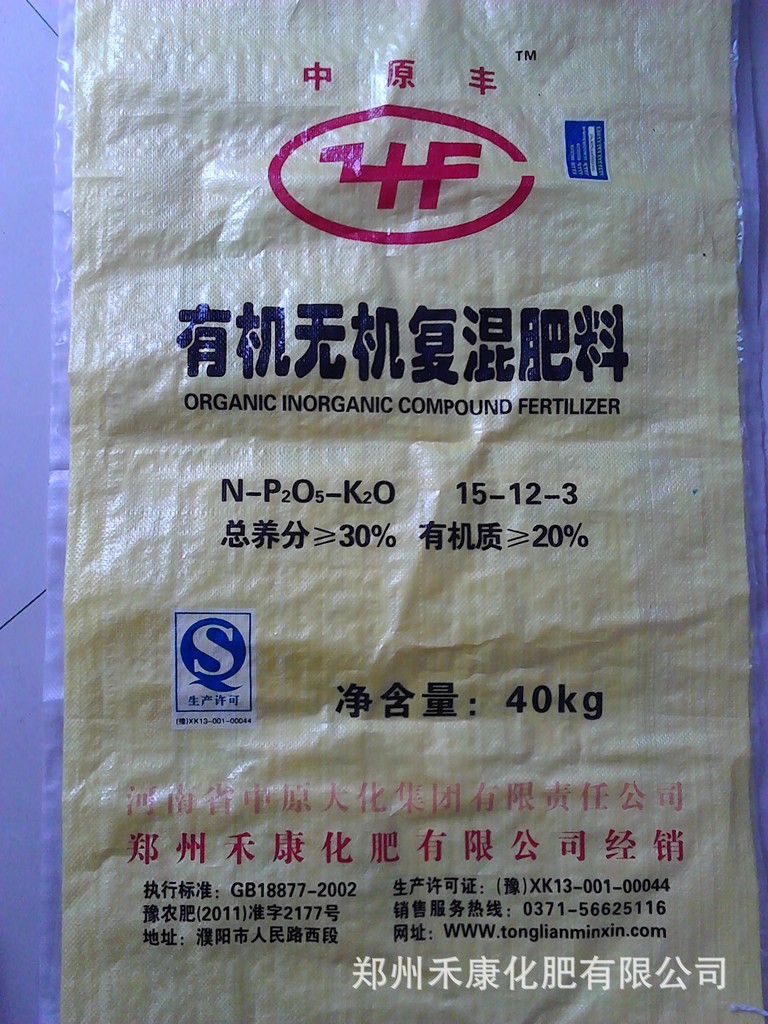 中原丰™
ZHF
有机无机复混肥料
ORGANIC INORGANIC COMPOUND FERTILIZER
N-P₂O₅-K₂O 15-12-3
总养分≥30% 有机质≥20%
生产许可
(豫)XK13-001-00044
净含量：40kg
河南省中原大化集团有限责任公司
郑州禾康化肥有限公司经销
执行标准：GB18877-2002 生产许可证：(豫)XK13-001-00044
豫农肥(2011)准字2177号 销售服务热线：0371-56625116
地址：濮阳市人民路西段 网址：WWW.tonglianminxin.com
郑州禾康化肥有限公司